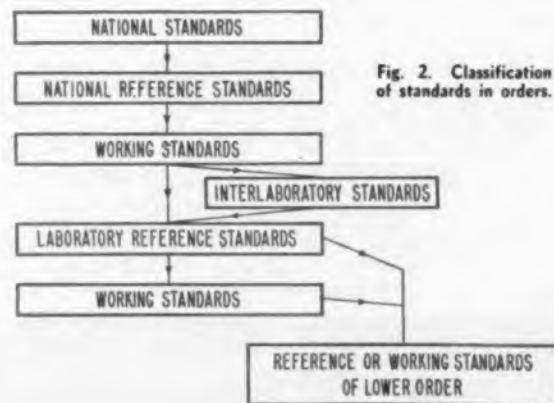 NATIONAL STANDARDS
Fig. 2. Classification
of standards in orders.
NATIONAL REFERENCE STANDARDS
WORKING STANDARDS
INTERLABORATORY STANDARDS
LABORATORY REFERENCE STANDARDS
WORKING STANDARDS
REFERENCE OR WORKING STANDARDS
OF LOWER ORDER